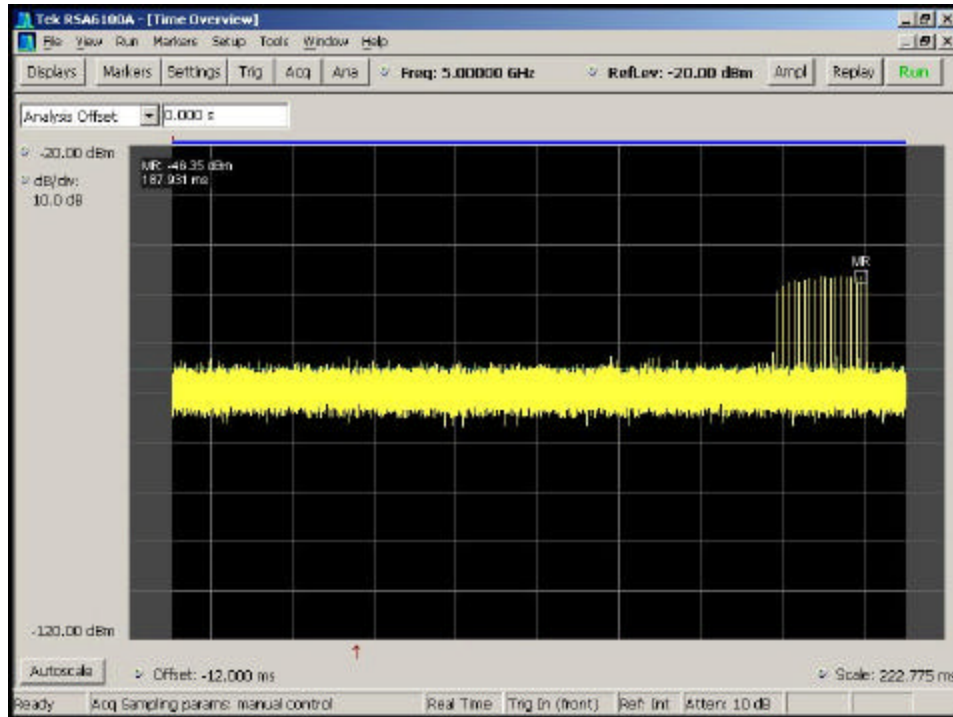 Tek RSA6100A - [Time Overview]
File View Run Markers Setup Tools Window Help
Displays Markers Settings Trig Acq Ana Freq: 5.00000 GHz RefLev: -20.00 dBm Ampl Replay Run
Analysis Offset 0.000 s
-20.00 dBm
dB/div:
10.0 dB
MR: -46.35 dBm
187.931 ms
MR
-120.00 dBm
Autoscale Offset: -12.000 ms Scale: 222.775 ms
Ready Acq Sampling params: manual control Real Time Trig In (front) Ref: Int Atten: 10 dB